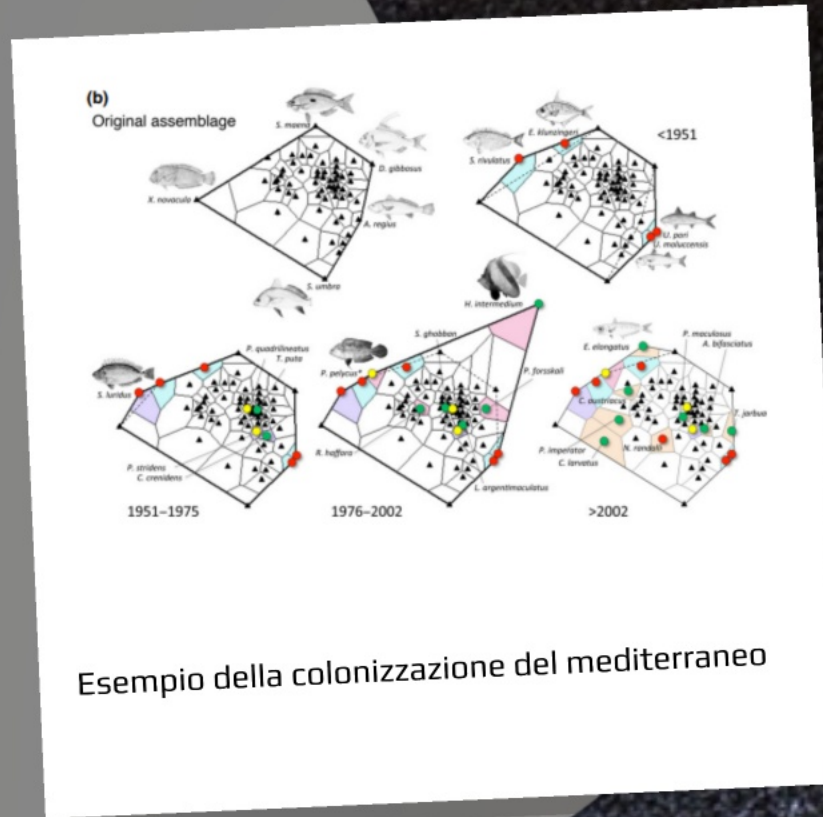 (b)
Original assemblage
S. maena
D. gibbosus
X. novacula
A. regius
S. umbra
<1951
E. klunzingeri
S. rivulatus
U. pori
U. moluccensis
P. quadrilineatus
T. puta
S. luridus
P. stridens
C. crenidens
1951–1975
H. intermedium
S. ghobban
P. pelycus*
P. forsskali
R. haffara
L. argentimaculatus
1976–2002
P. maculosus
A. bifasciatus
E. elongatus
C. austriacus
T. jarbua
P. imperator
N. randalli
C. larvatus
>2002
Esempio della colonizzazione del mediterraneo